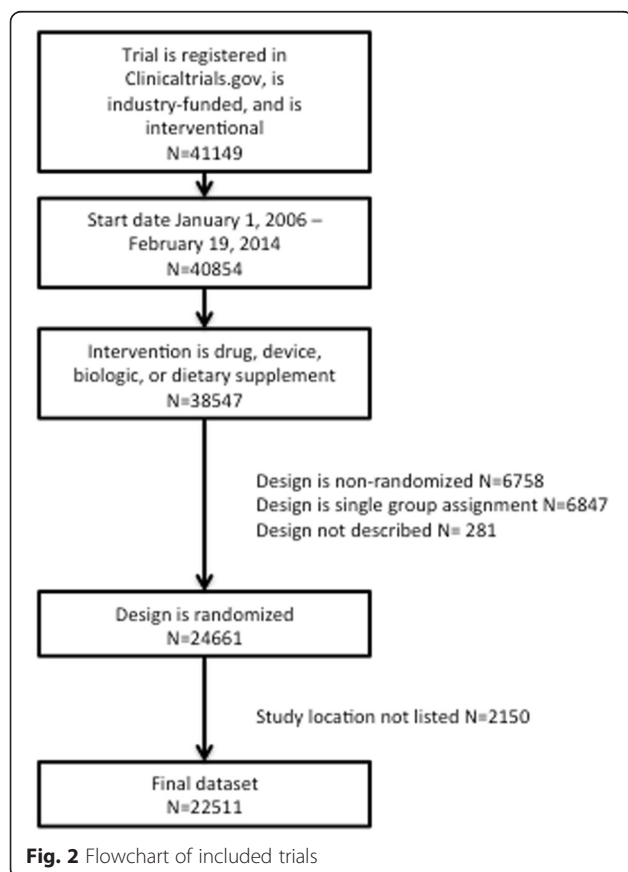 Trial is registered in
Clinicaltrials.gov, is
industry-funded, and is
interventional
N=41149
Start date January 1, 2006 –
February 19, 2014
N=40854
Intervention is drug, device,
biologic, or dietary supplement
N=38547
Design is non-randomized N=6758
Design is single group assignment N=6847
Design not described N= 281
Design is randomized
N=24661
Study location not listed N=2150
Final dataset
N=22511
Fig. 2 Flowchart of included trials